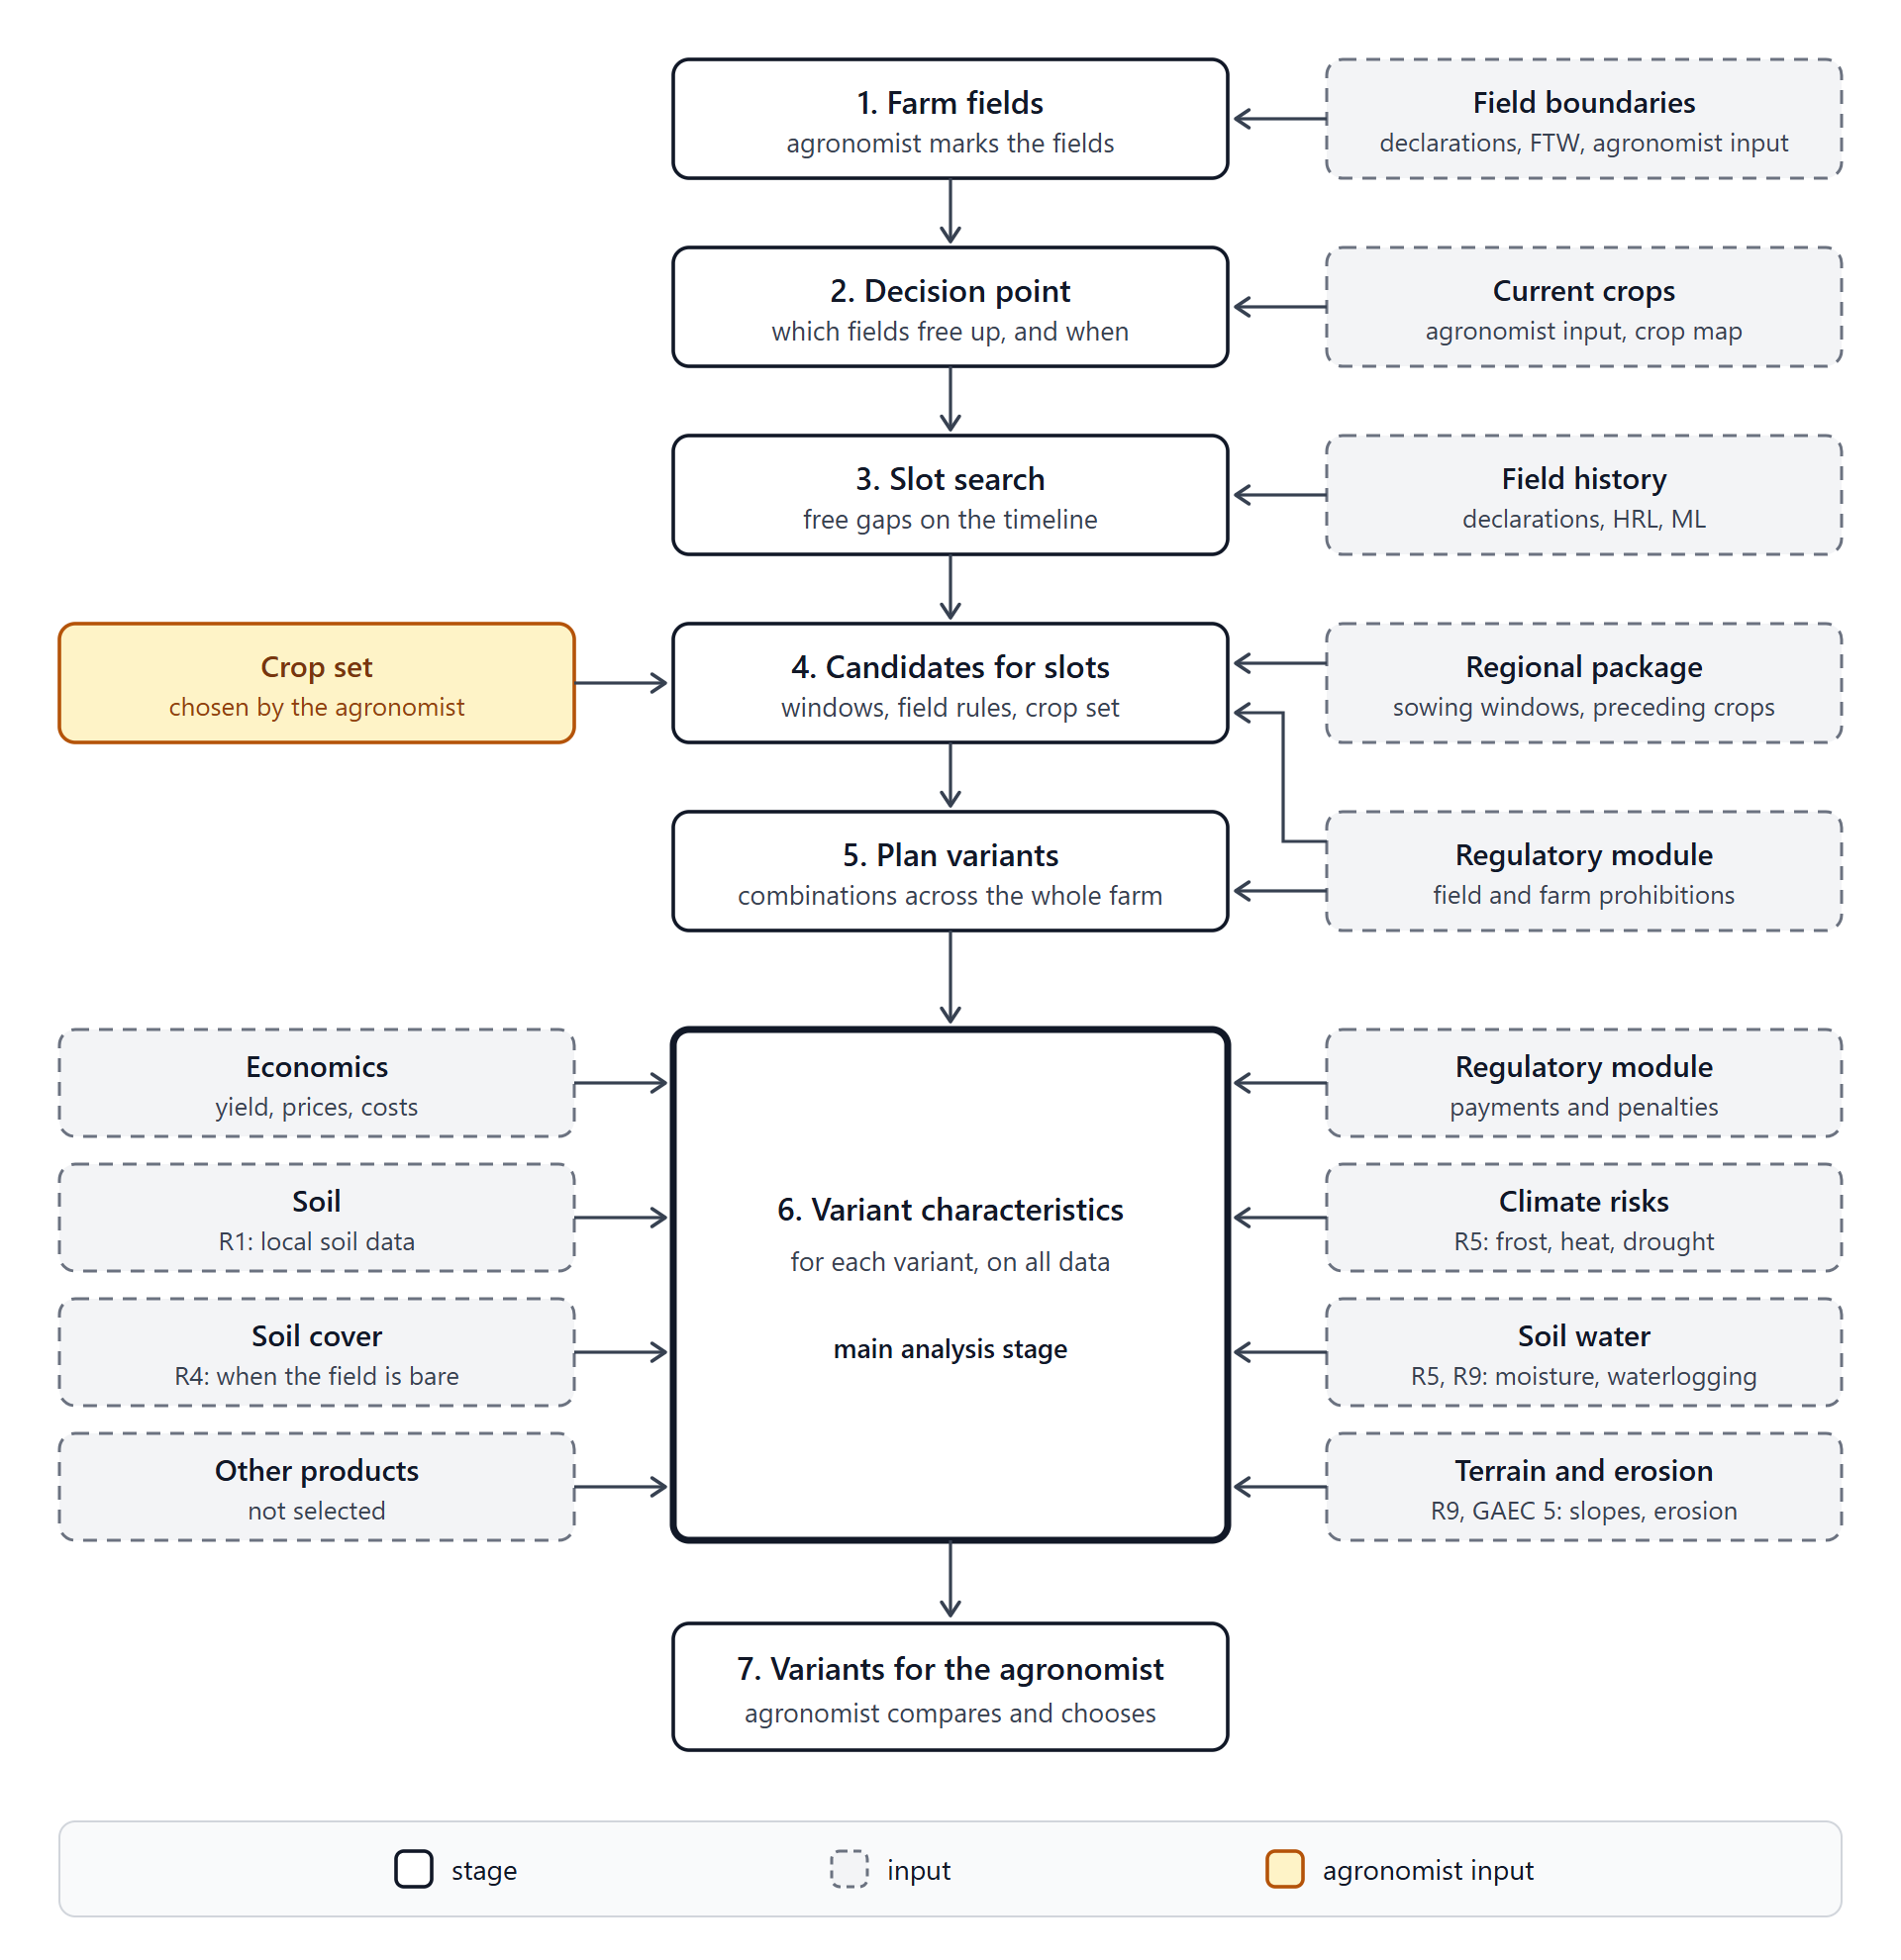 1. Farm fields
agronomist marks the fields
Field boundaries
declarations, FTW, agronomist input
2. Decision point
which fields free up, and when
Current crops
agronomist input, crop map
3. Slot search
free gaps on the timeline
Field history
declarations, HRL, ML
Crop set
chosen by the agronomist
4. Candidates for slots
windows, field rules, crop set
Regional package
sowing windows, preceding crops
5. Plan variants
combinations across the whole farm
Regulatory module
field and farm prohibitions
Economics
yield, prices, costs
Soil
R1: local soil data
Soil cover
R4: when the field is bare
Other products
not selected
6. Variant characteristics
for each variant, on all data
main analysis stage
Regulatory module
payments and penalties
Climate risks
R5: frost, heat, drought
Soil water
R5, R9: moisture, waterlogging
Terrain and erosion
R9, GAEC 5: slopes, erosion
7. Variants for the agronomist
agronomist compares and chooses
stage
input
agronomist input